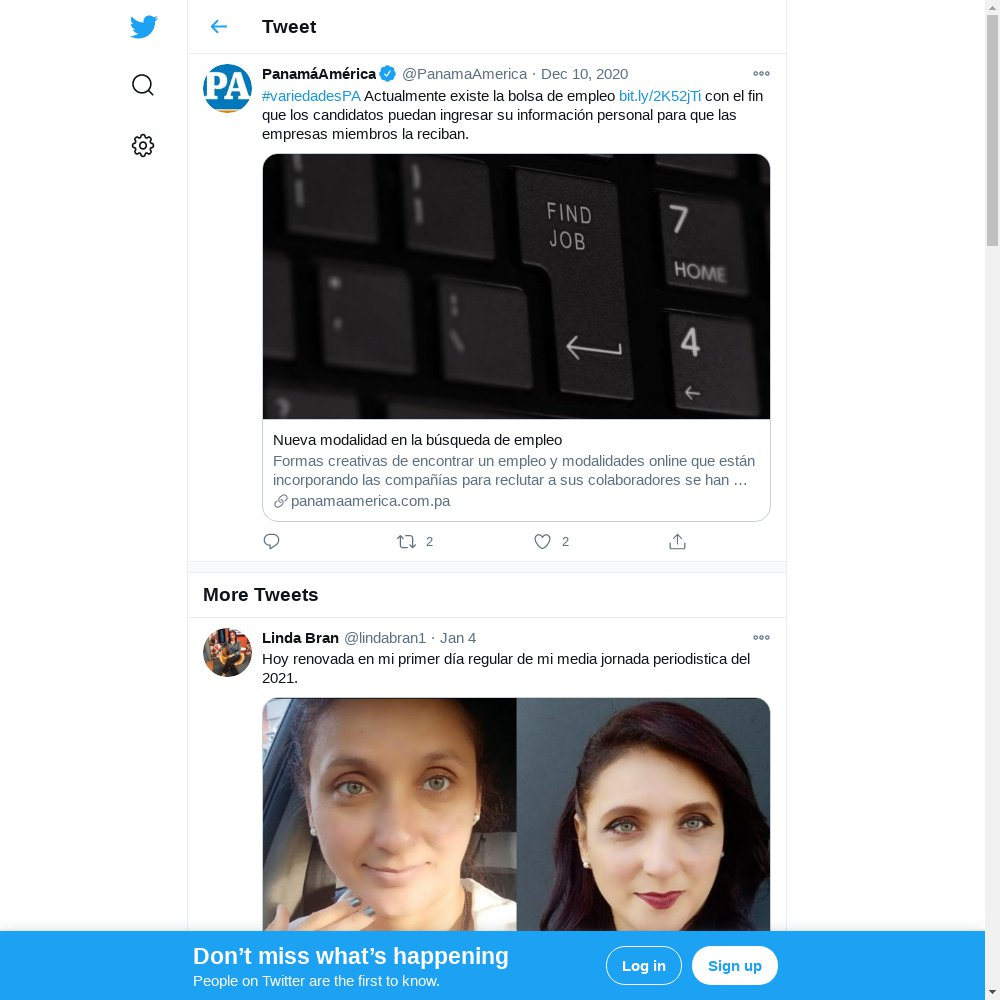 Tweet
PA
PanamáAmérica @PanamaAmerica · Dec 10, 2020
#variedadesPA Actualmente existe la bolsa de empleo bit.ly/2K52jTi con el fin
que los candidatos puedan ingresar su información personal para que las
empresas miembros la reciban.
FIND
JOB
7
HOME
4
Nueva modalidad en la búsqueda de empleo
Formas creativas de encontrar un empleo y modalidades online que están
incorporando las compañías para reclutar a sus colaboradores se han …
panamaamerica.com.pa
2 2
More Tweets
Linda Bran @lindabran1 · Jan 4
Hoy renovada en mi primer día regular de mi media jornada periodistica del
2021.
Don’t miss what’s happening
People on Twitter are the first to know.
Log in Sign up